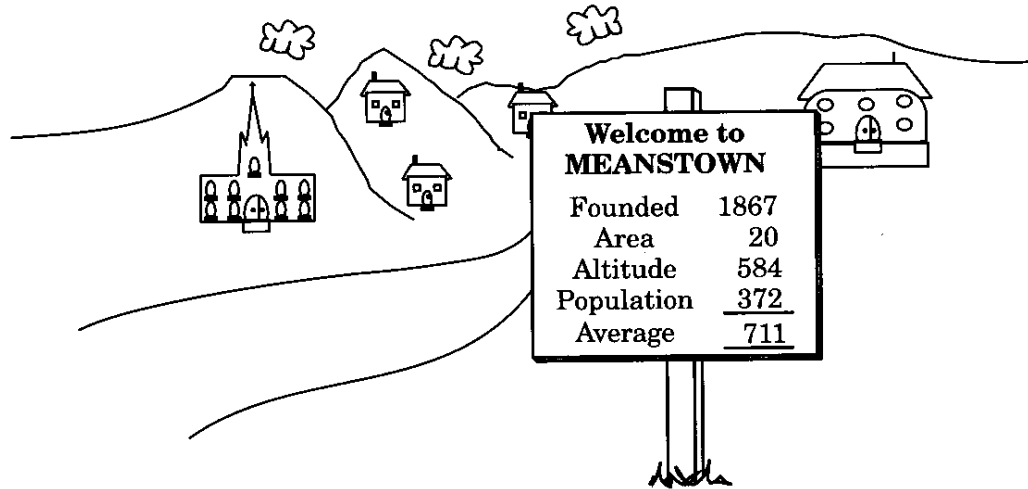 Welcome to
MEANSTOWN
Founded 1867
Area 20
Altitude 584
Population 372
Average 711